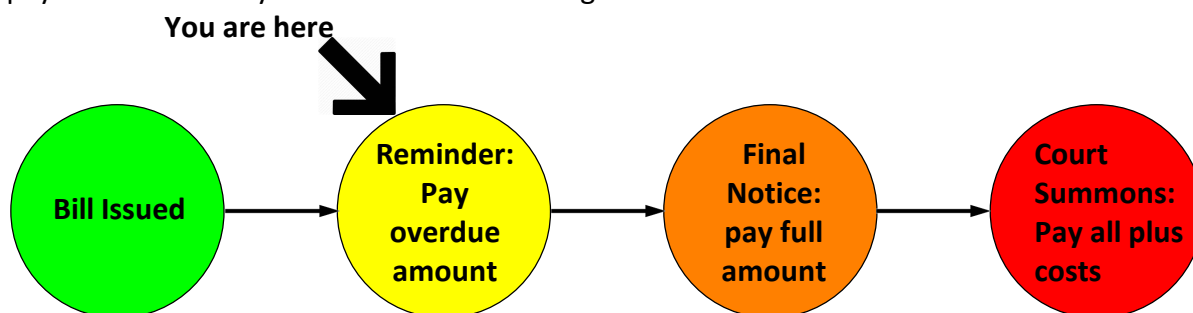 You are here
Bill Issued
Reminder:
Pay
overdue
amount
Final
Notice:
pay full
amount
Court
Summons:
Pay all plus
costs